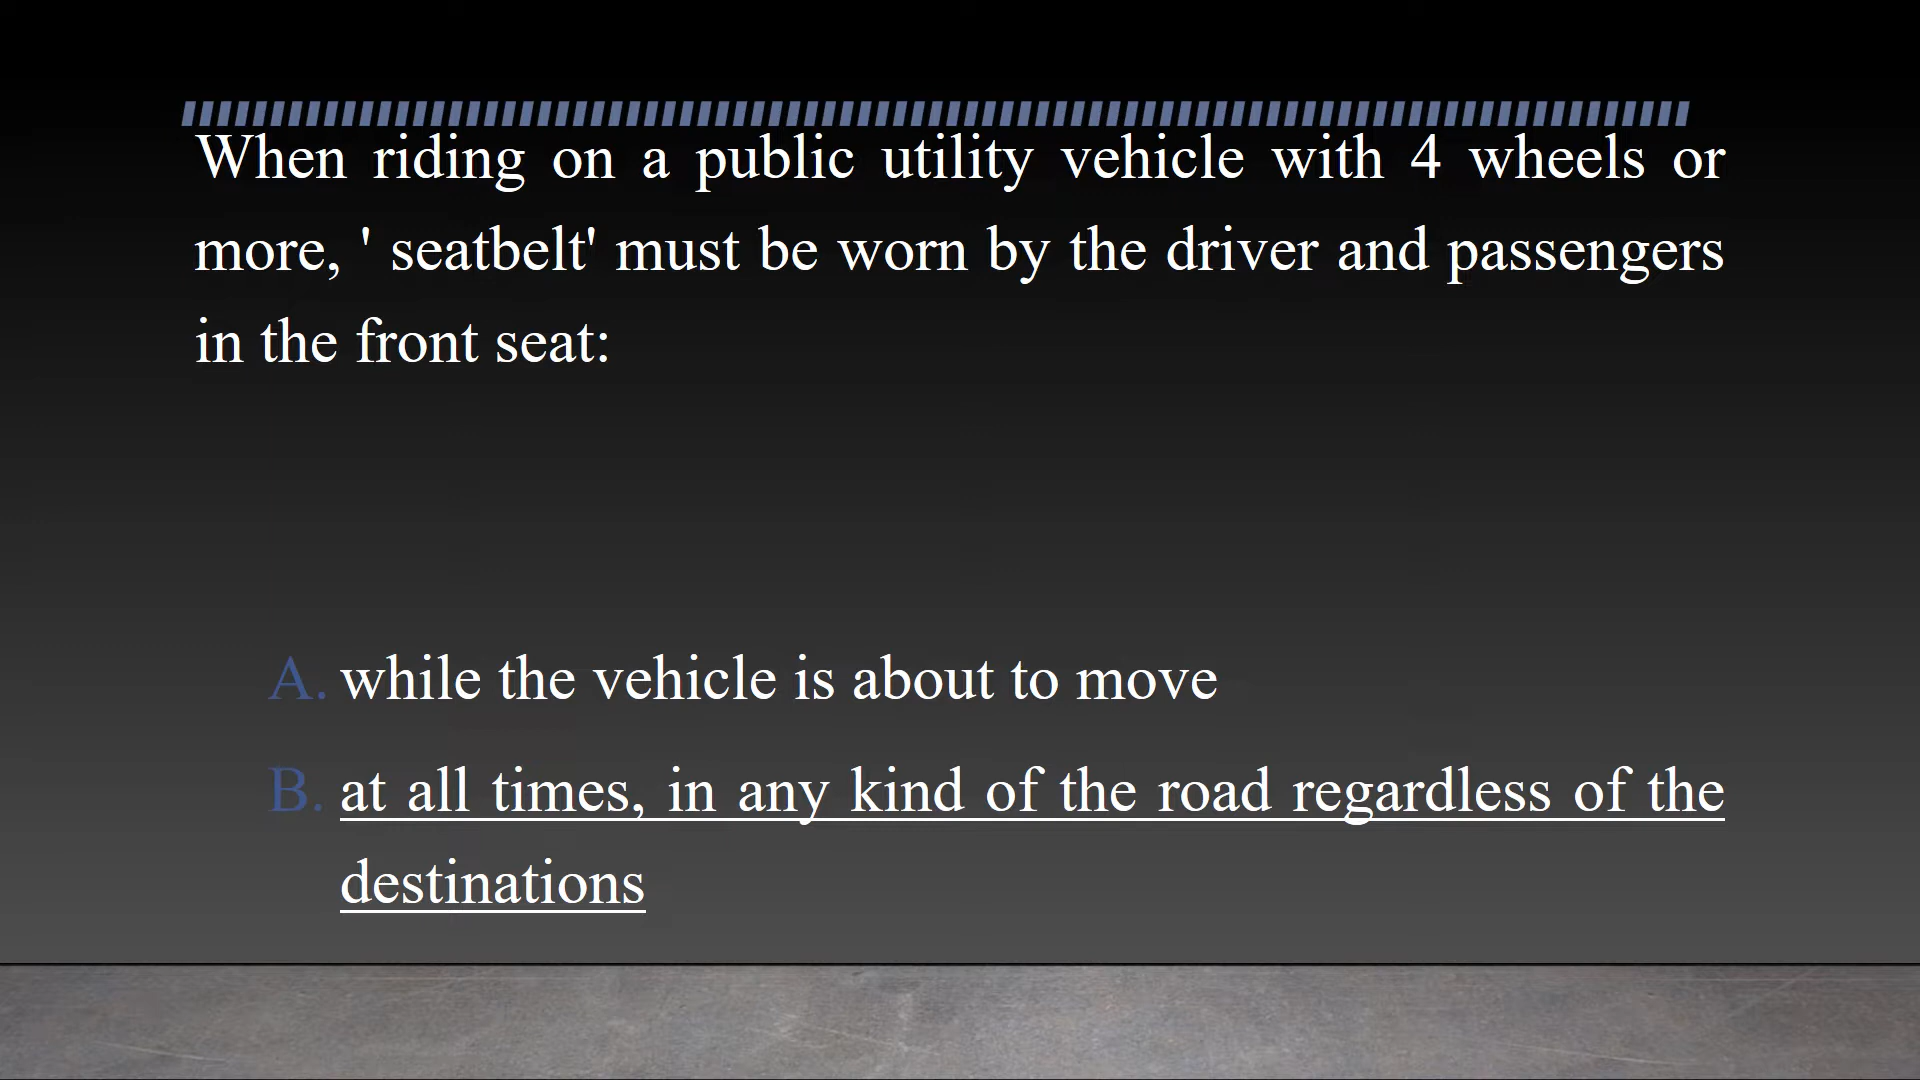 When riding on a public utility vehicle with 4 wheels or
more, ' seatbelt' must be worn by the driver and passengers
in the front seat:
A. while the vehicle is about to move
B. at all times, in any kind of the road regardless of the
destinations